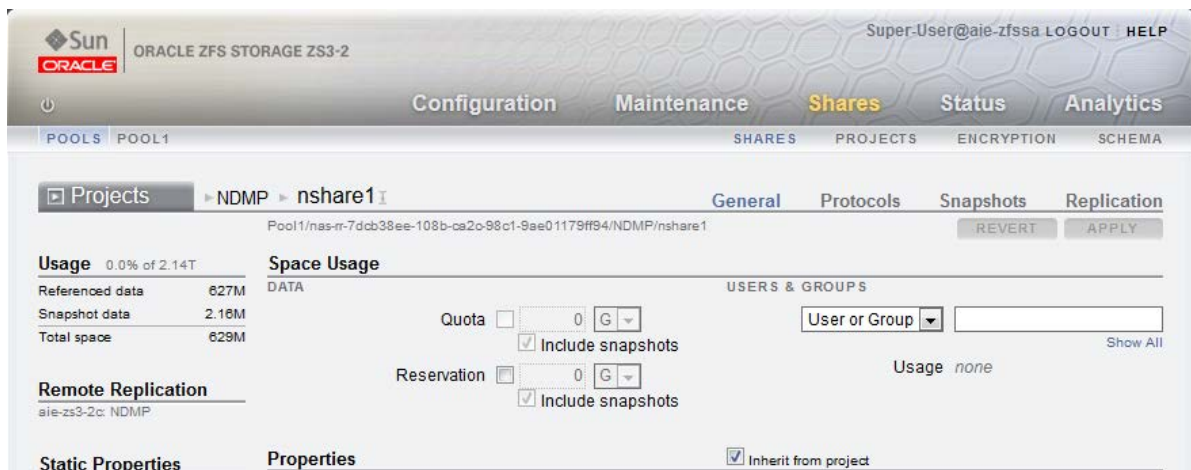 Super-User@aie-zfssa LOGOUT HELP
Sun
ORACLE
ORACLE ZFS STORAGE ZS3-2
Configuration Maintenance Shares Status Analytics
POOLS POOL1 SHARES PROJECTS ENCRYPTION SCHEMA
Projects NDMP nshare1 General Protocols Snapshots Replication
Pool1/nas-rr-7dcb38ee-108b-ca2c-98c1-9ae01179ff94/NDMP/nshare1 REVERT APPLY
Usage 0.0% of 2.14T Space Usage
Referenced data 627M DATA USERS & GROUPS
Snapshot data 2.16M Quota 0 G User or Group
Total space 629M Include snapshots Show All
Reservation 0 G Usage none
Remote Replication Include snapshots
aie-zs3-2c: NDMP
Static Properties Properties Inherit from project